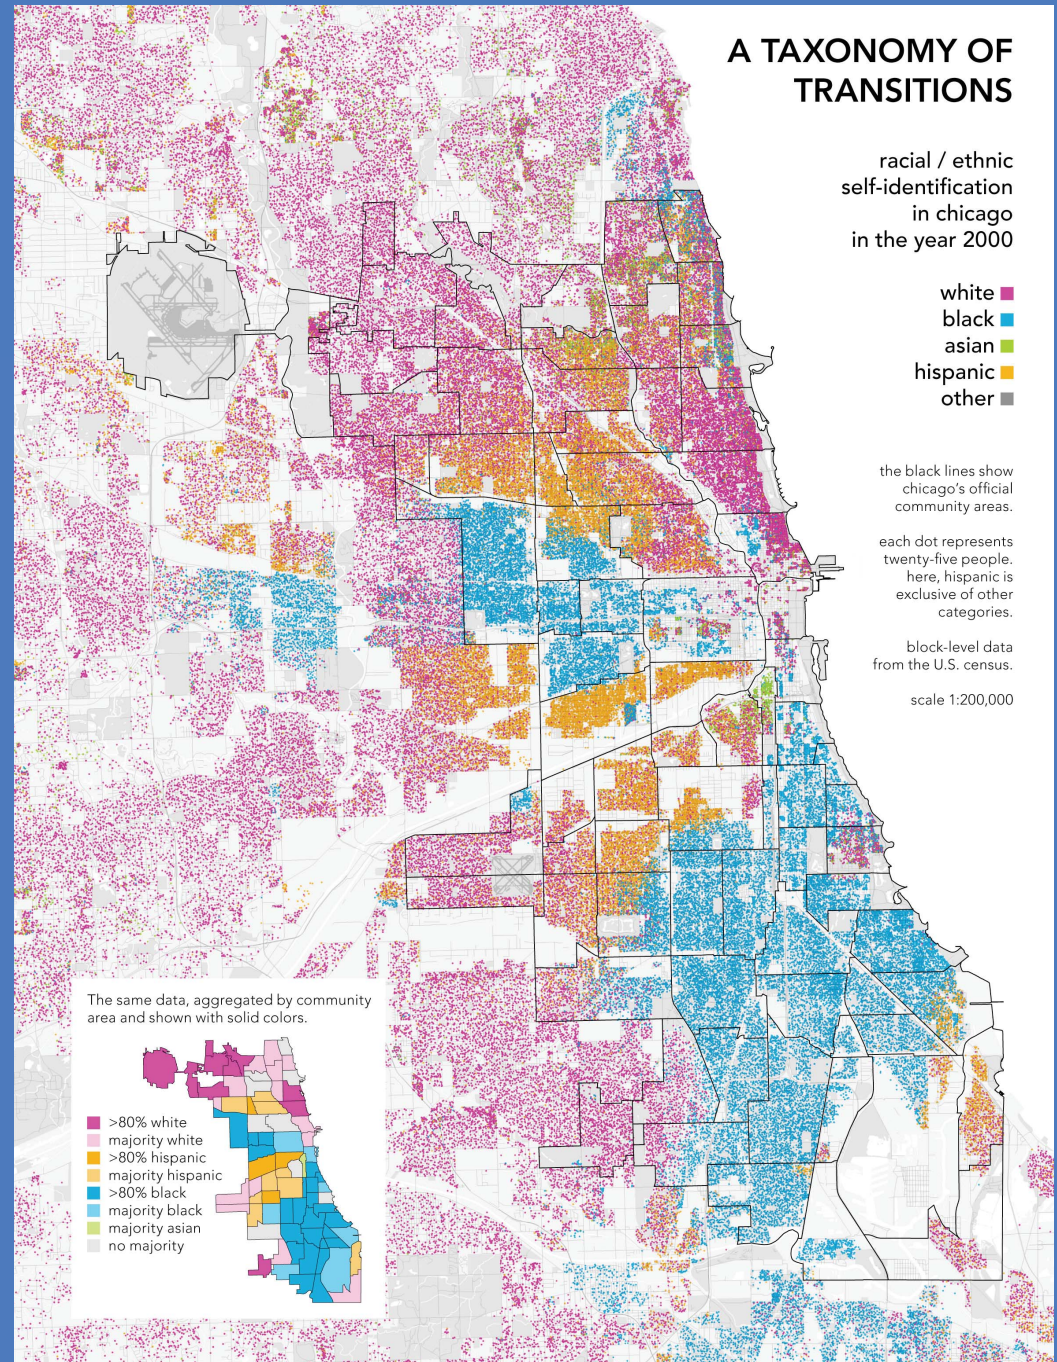 A TAXONOMY OF
TRANSITIONS
racial / ethnic
self-identification
in chicago
in the year 2000
white
black
asian
hispanic
other
the black lines show
chicago's official
community areas.
each dot represents
twenty-five people.
here, hispanic is
exclusive of other
categories.
block-level data
from the U.S. census.
scale 1:200,000
The same data, aggregated by community
area and shown with solid colors.
>80% white
majority white
>80% hispanic
majority hispanic
>80% black
majority black
majority asian
no majority